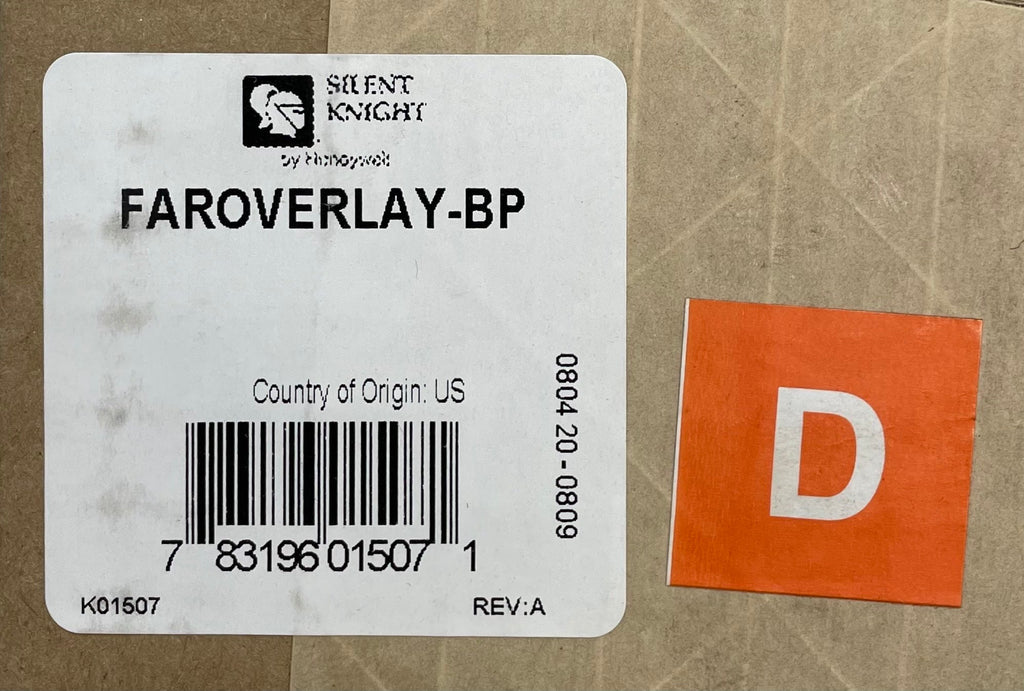 SILENT
KNIGHT
by Honeywell
FAROVERLAY-BP
Country of Origin: US
0804 20-0809
7 83196 01507 1
K01507
REV:A
D